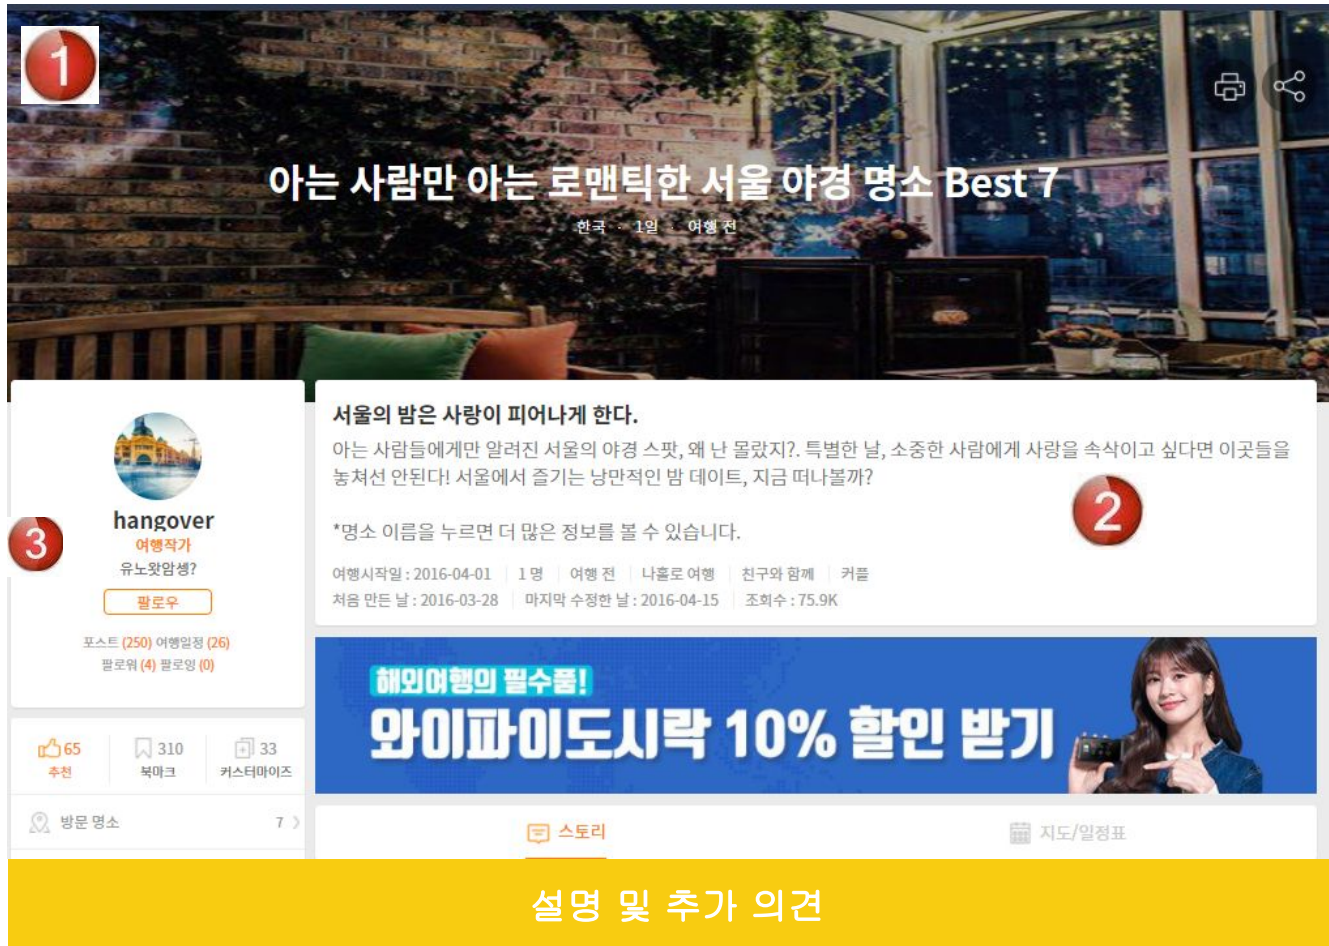 1
아는 사람만 아는 로맨틱한 서울 야경 명소 Best 7
한국 · 1일 · 여행 전
hangover
여행작가
유노왓암생?
팔로우
포스트 (250) 여행일정 (26)
팔로워 (4) 팔로잉 (0)
3
65 310 33
추천 북마크 커스터마이즈
방문 명소 7
서울의 밤은 사랑이 피어나게 한다.
아는 사람들에게만 알려진 서울의 야경 스팟, 왜 난 몰랐지?. 특별한 날, 소중한 사람에게 사랑을 속삭이고 싶다면 이곳들을
놓쳐선 안된다! 서울에서 즐기는 낭만적인 밤 데이트, 지금 떠나볼까?
*명소 이름을 누르면 더 많은 정보를 볼 수 있습니다.
2
여행시작일 : 2016-04-01 1 명 여행 전 나홀로 여행 친구와 함께 커플
처음 만든 날 : 2016-03-28 마지막 수정한 날 : 2016-04-15 조회수 : 75.9K
해외여행의 필수품!
와이파이도시락 10% 할인 받기
스토리 지도/일정표
설명 및 추가 의견